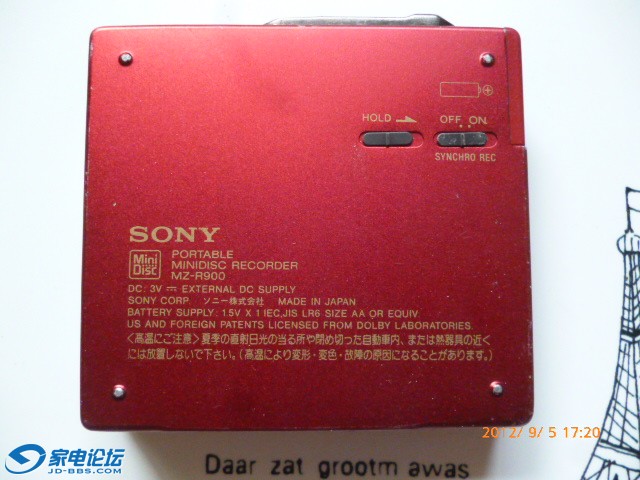 HOLD
OFF ON
SYNCHRO REC
SONY
Mini Disc
PORTABLE
MINIDISC RECORDER
MZ-R900
DC: 3V EXTERNAL DC SUPPLY
SONY CORP. ソニー株式会社 MADE IN JAPAN
BATTERY SUPPLY: 1.5V X 1 IEC,JIS LR6 SIZE AA OR EQUIV.
US AND FOREIGN PATENTS LICENSED FROM DOLBY LABORATORIES.
<高温にご注意>夏季の直射日光の当る所や閉め切った自動車内、または熱器具の近く
には放置しないで下さい。(高温により変形・変色・故障の原因になることがあります。)
2012/ 9/ 5 17:20
家电论坛
JD-BBS.COM
Daar zat grootm awas